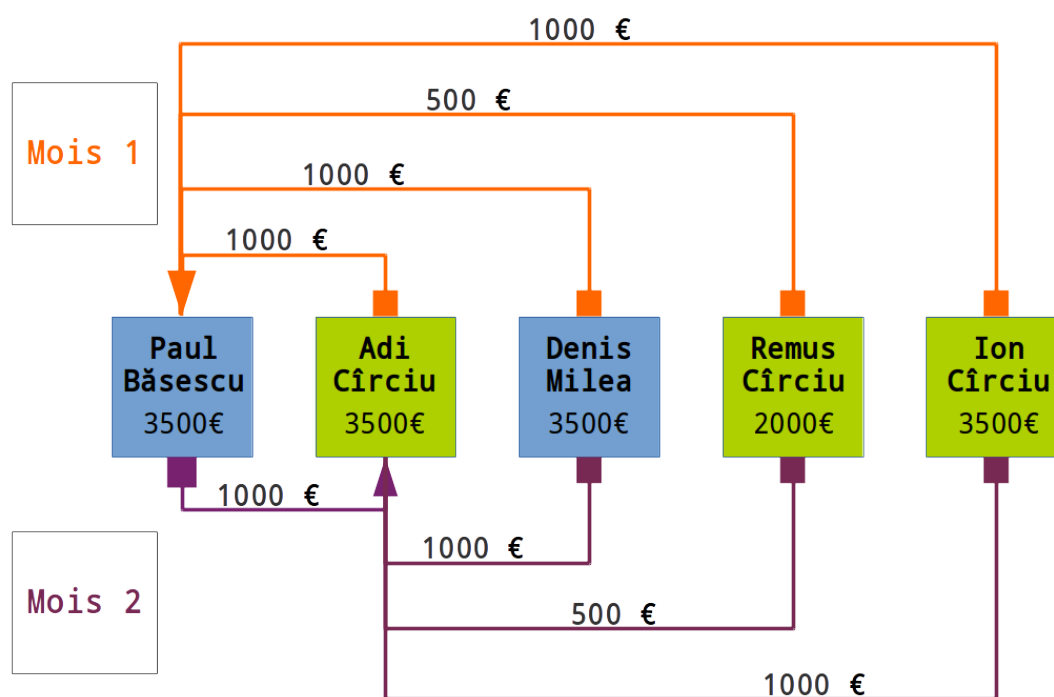 1000 €
500 €
Mois 1
1000 €
1000 €
Paul
Băsescu
3500€
Adi
Cîrciu
3500€
Denis
Milea
3500€
Remus
Cîrciu
2000€
Ion
Cîrciu
3500€
1000 €
1000 €
Mois 2
500 €
1000 €